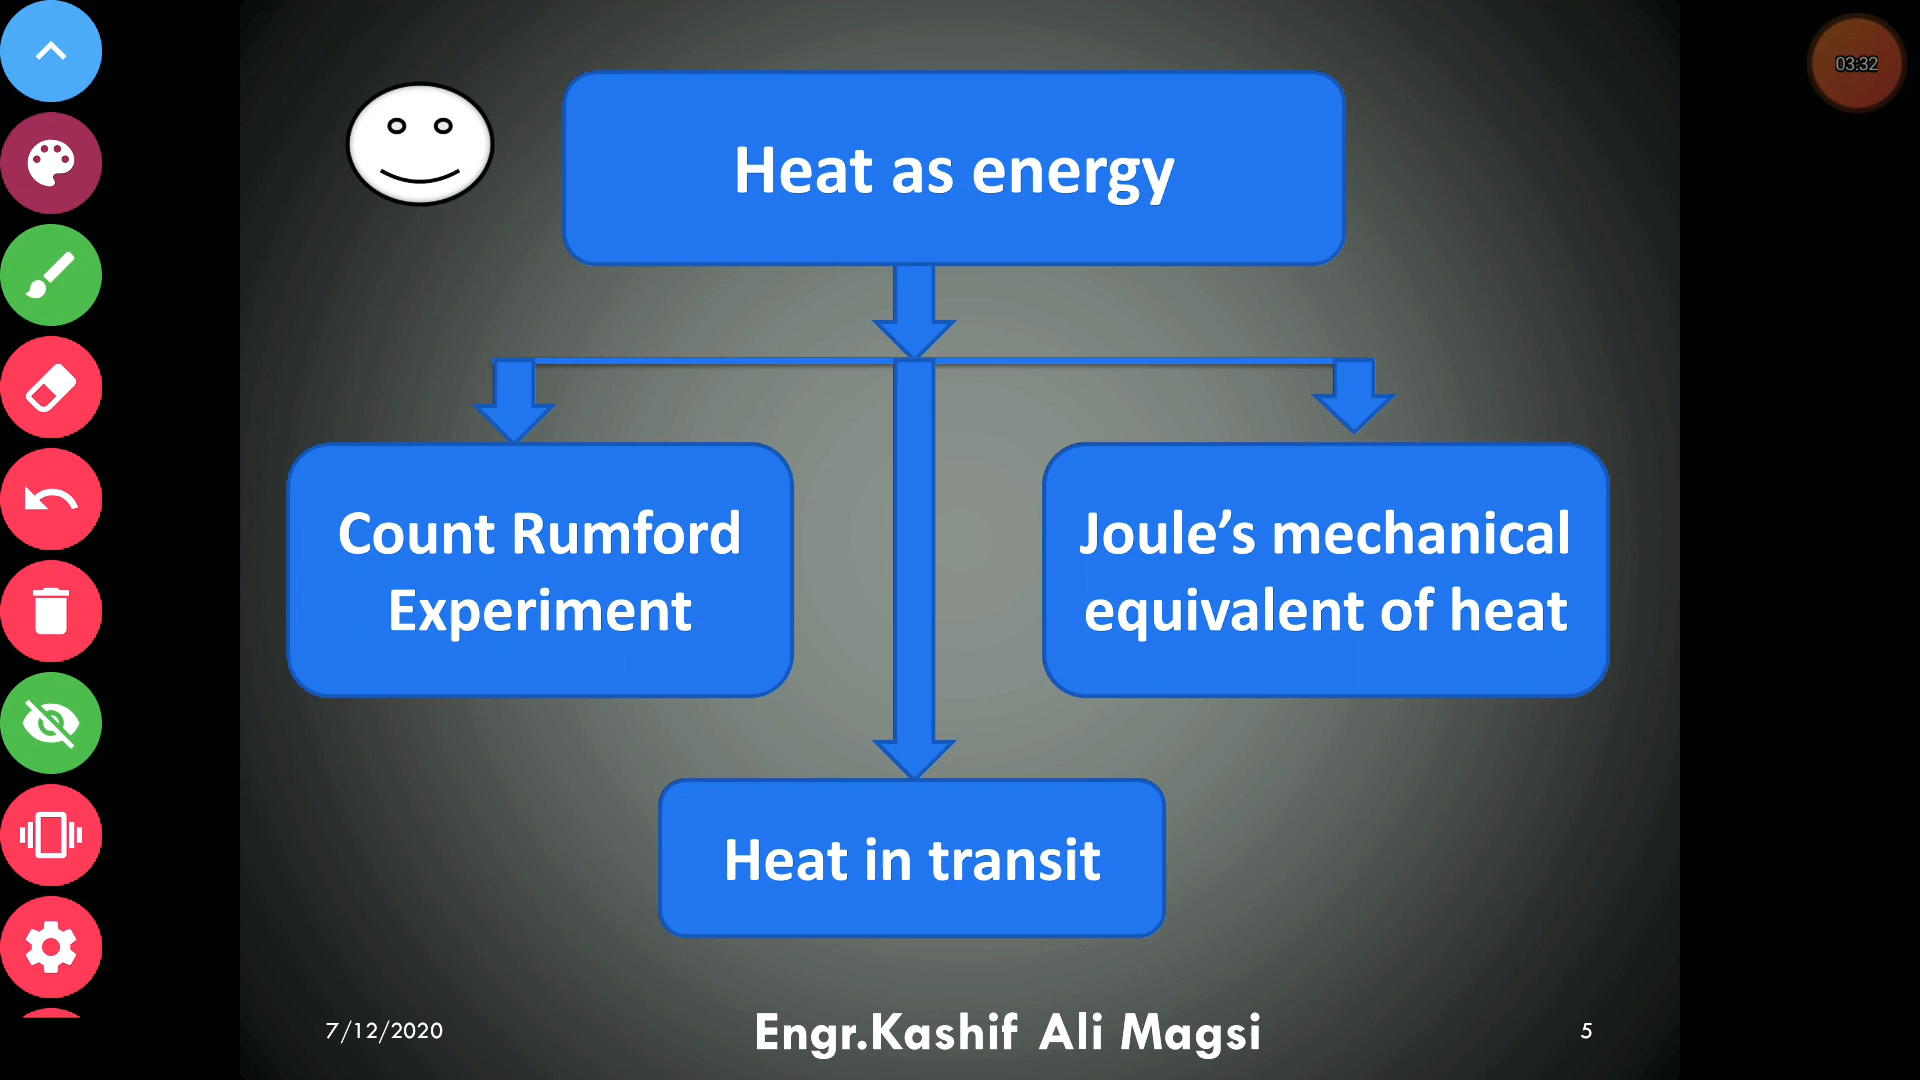 03:32
Heat as energy
Count Rumford
Experiment
Joule’s mechanical
equivalent of heat
Heat in transit
7/12/2020
Engr.Kashif Ali Magsi
5